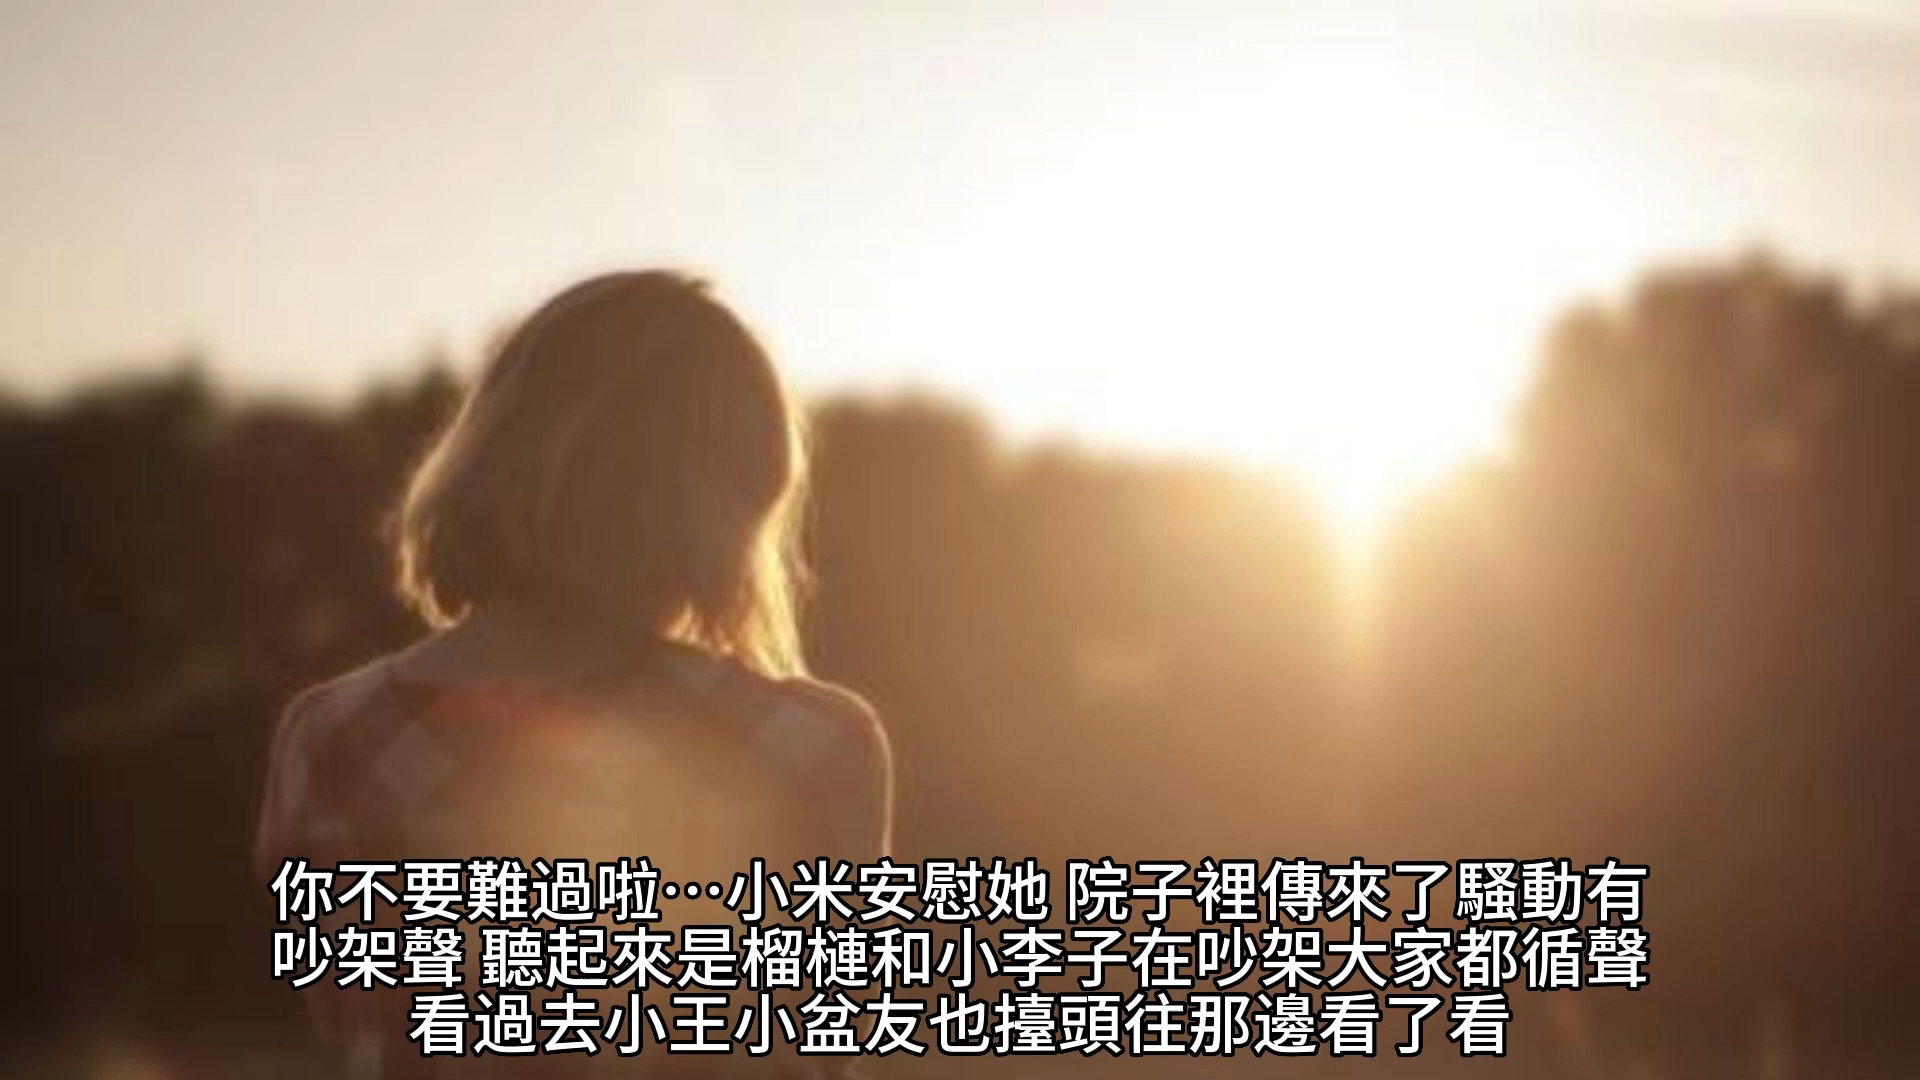 你不要難過啦…小米安慰她 院子裡傳來了騷動有
吵架聲 聽起來是榴槤和小李子在吵架大家都循聲
看過去小王小盆友也擡頭往那邊看了看